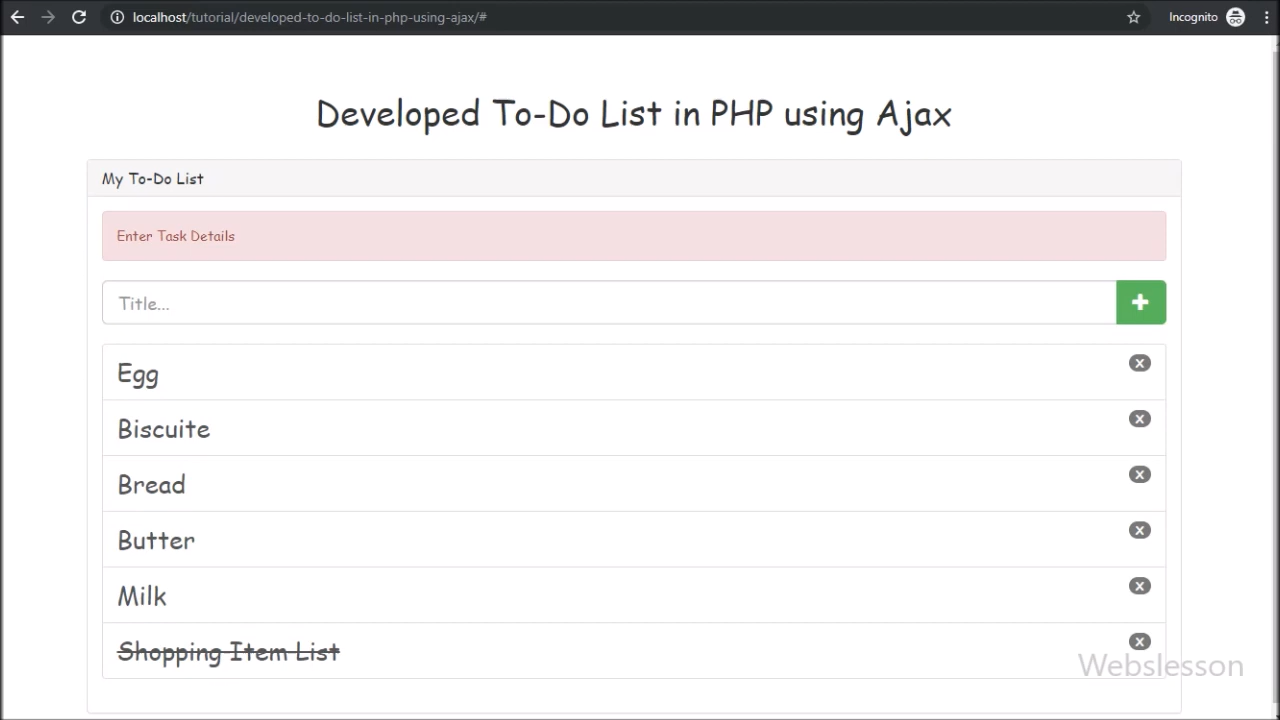 localhost/tutorial/developed-to-do-list-in-php-using-ajax/#
Incognito
Developed To-Do List in PHP using Ajax
My To-Do List
Enter Task Details
Title...
Egg
x
Biscuite
x
Bread
x
Butter
x
Milk
x
Shopping Item List
x
Webslesson